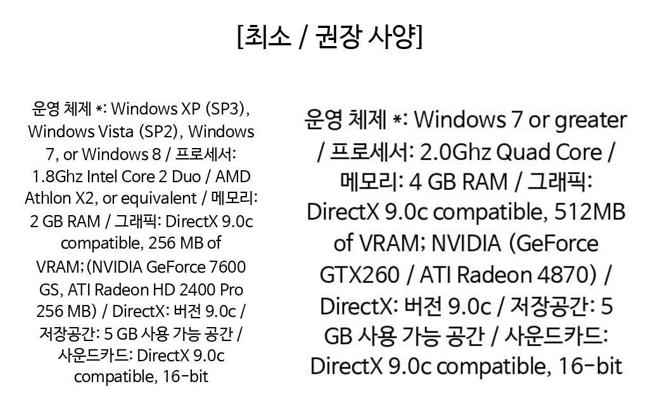 [최소 / 권장 사양]
운영 체제 *: Windows XP (SP3),
Windows Vista (SP2), Windows
7, or Windows 8 / 프로세서:
1.8Ghz Intel Core 2 Duo / AMD
Athlon X2, or equivalent / 메모리:
2 GB RAM / 그래픽: DirectX 9.0c
compatible, 256 MB of
VRAM;(NVIDIA GeForce 7600
GS, ATI Radeon HD 2400 Pro
256 MB) / DirectX: 버전 9.0c /
저장공간: 5 GB 사용 가능 공간 /
사운드카드: DirectX 9.0c
compatible, 16-bit
운영 체제 *: Windows 7 or greater
/ 프로세서: 2.0Ghz Quad Core /
메모리: 4 GB RAM / 그래픽:
DirectX 9.0c compatible, 512MB
of VRAM; NVIDIA (GeForce
GTX260 / ATI Radeon 4870) /
DirectX: 버전 9.0c / 저장공간: 5
GB 사용 가능 공간 / 사운드카드:
DirectX 9.0c compatible, 16-bit